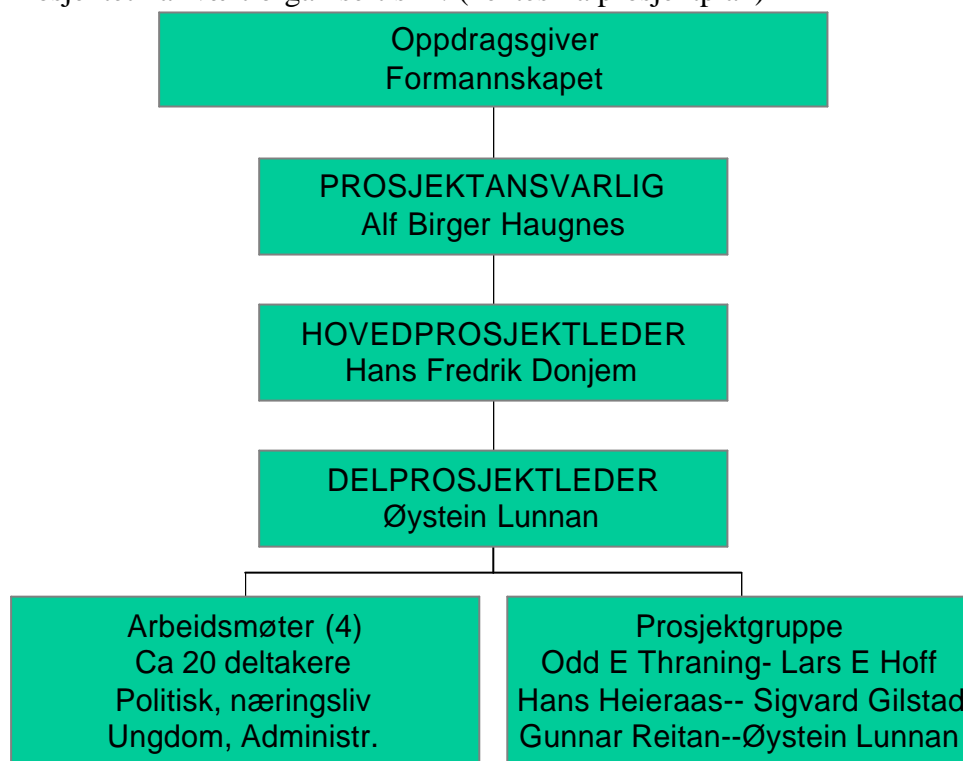 Oppdragsgiver
Formannskapet
PROSJEKTANSVARLIG
Alf Birger Haugnes
HOVEDPROSJEKTLEDER
Hans Fredrik Donjem
DELPROSJEKTLEDER
Øystein Lunnan
Arbeidsmøter (4)
Ca 20 deltakere
Politisk, næringsliv
Ungdom, Administr.
Prosjektgruppe
Odd E Thraning- Lars E Hoff
Hans Heieraas-- Sigvard Gilstad
Gunnar Reitan--Øystein Lunnan